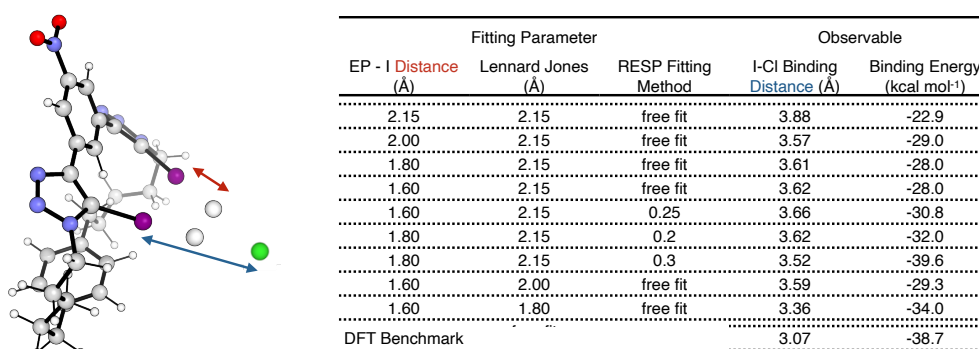 Fitting Parameter Observable
EP - I Distance (Å) Lennard Jones (Å) RESP Fitting Method I-Cl Binding Distance (Å) Binding Energy (kcal mol-1)
2.15 2.15 free fit 3.88 -22.9
2.00 2.15 free fit 3.57 -29.0
1.80 2.15 free fit 3.61 -28.0
1.60 2.15 free fit 3.62 -28.0
1.60 2.15 0.25 3.66 -30.8
1.80 2.15 0.2 3.62 -32.0
1.80 2.15 0.3 3.52 -39.6
1.60 2.00 free fit 3.59 -29.3
1.60 1.80 free fit 3.36 -34.0
DFT Benchmark 3.07 -38.7